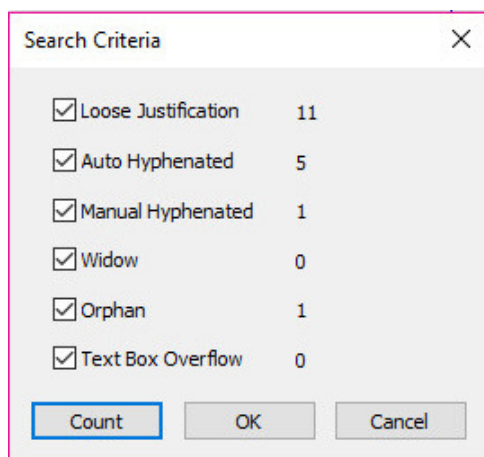 Search Criteria
Loose Justification 11
Auto Hyphenated 5
Manual Hyphenated 1
Widow 0
Orphan 1
Text Box Overflow 0
Count OK Cancel